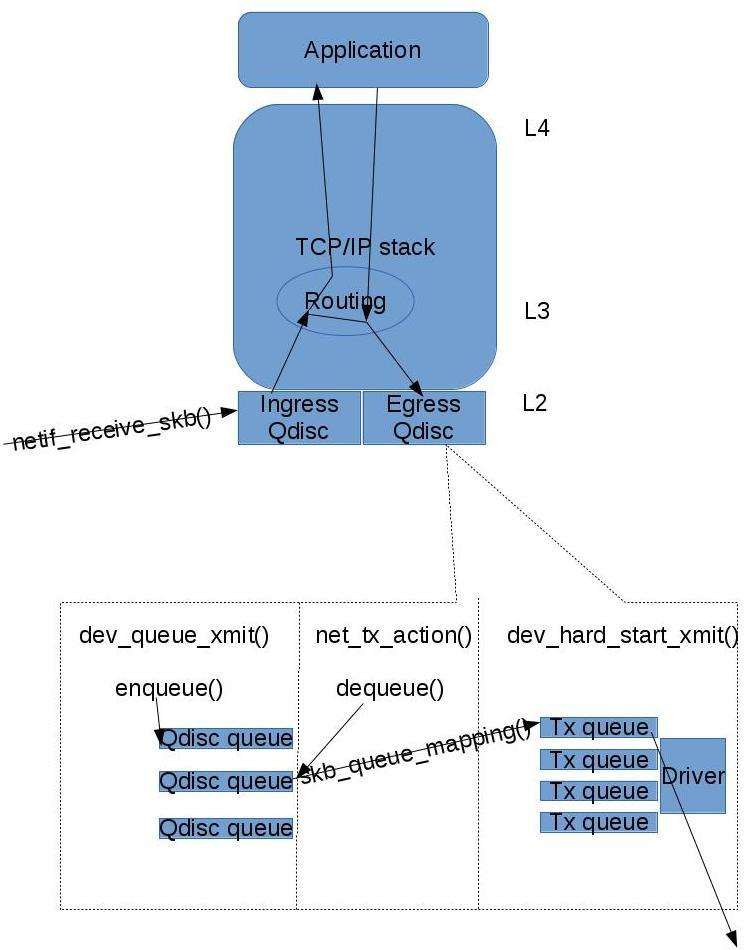 Application
L4
TCP/IP stack
Routing
L3
Ingress
Qdisc
Egress
Qdisc
L2
netif_receive_skb()
dev_queue_xmit()
net_tx_action()
dev_hard_start_xmit()
enqueue()
dequeue()
Qdisc queue
Qdisc queue
Qdisc queue
skb_queue_mapping()
Tx queue
Tx queue
Tx queue
Tx queue
Driver